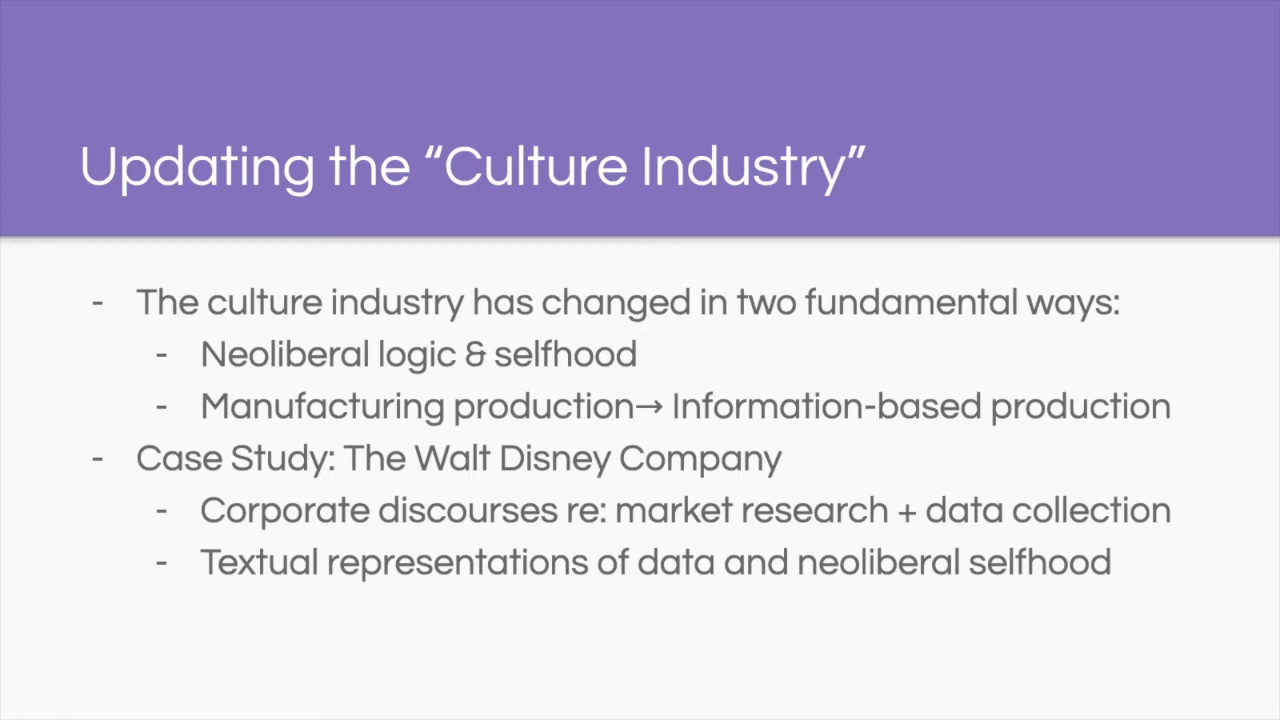 Updating the “Culture Industry”
- The culture industry has changed in two fundamental ways:
- Neoliberal logic & selfhood
- Manufacturing production→ Information-based production
- Case Study: The Walt Disney Company
- Corporate discourses re: market research + data collection
- Textual representations of data and neoliberal selfhood